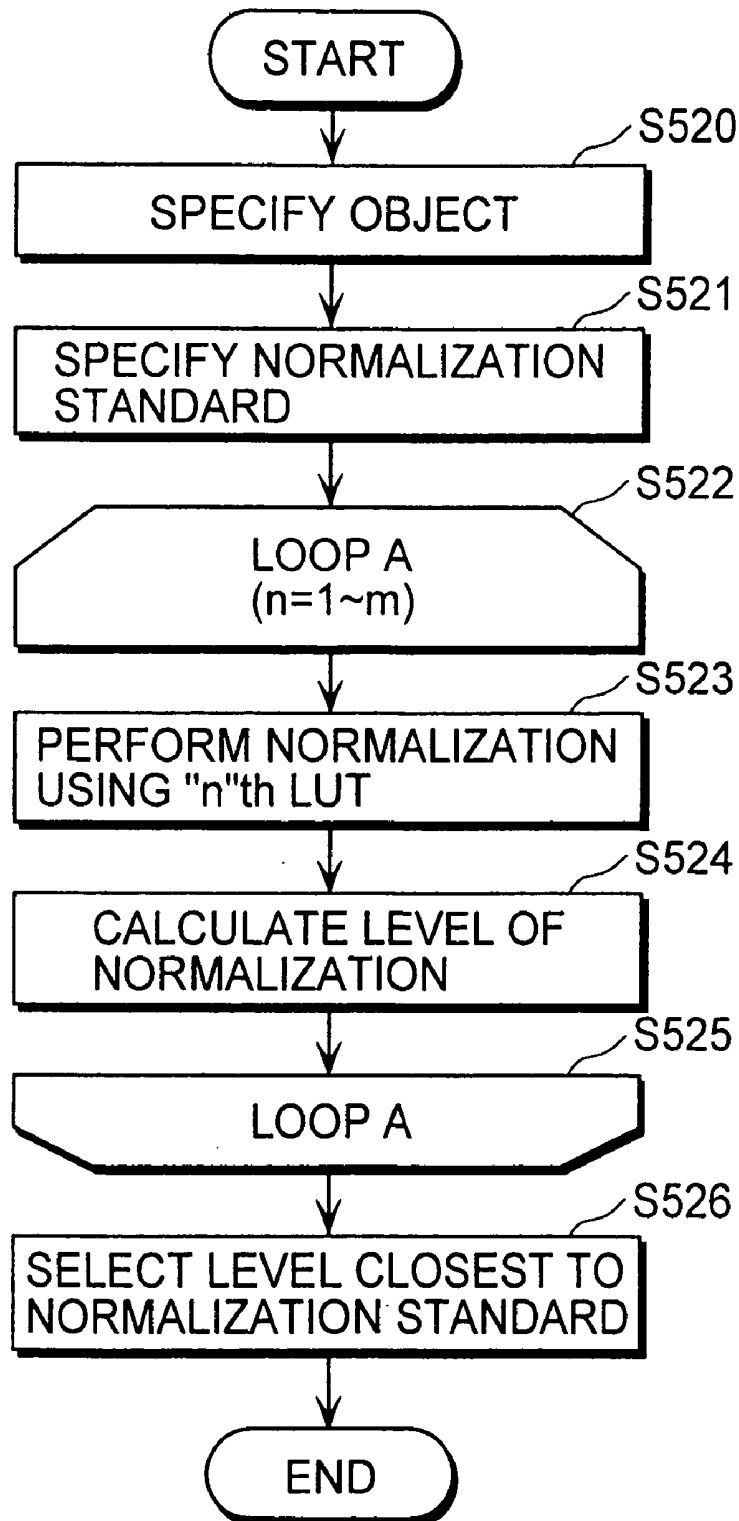 START
S520
SPECIFY OBJECT
S521
SPECIFY NORMALIZATION
STANDARD
S522
LOOP A
(n=1~m)
S523
PERFORM NORMALIZATION
USING "n"th LUT
S524
CALCULATE LEVEL OF
NORMALIZATION
S525
LOOP A
S526
SELECT LEVEL CLOSEST TO
NORMALIZATION STANDARD
END